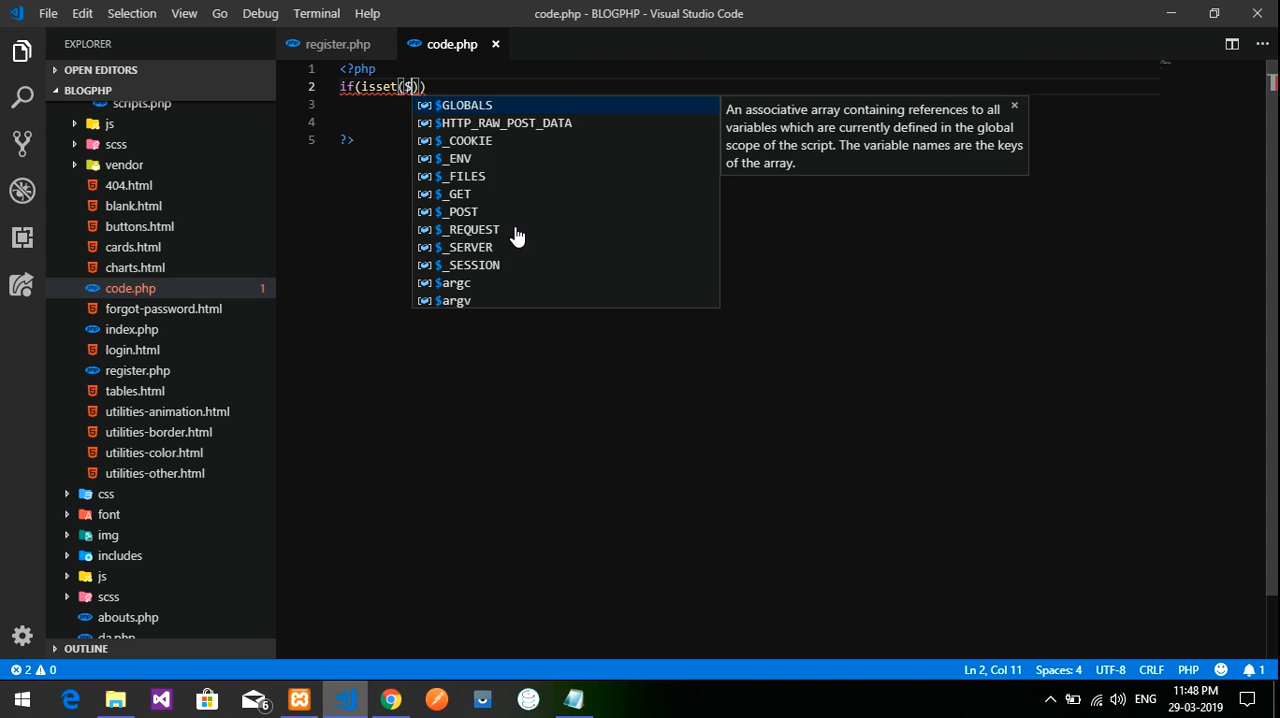 File Edit Selection View Go Debug Terminal Help
code.php - BLOGPHP - Visual Studio Code
EXPLORER
register.php
code.php
OPEN EDITORS
BLOGPHP
scripts.php
js
scss
vendor
404.html
blank.html
buttons.html
cards.html
charts.html
code.php 1
forgot-password.html
index.php
login.html
register.php
tables.html
utilities-animation.html
utilities-border.html
utilities-color.html
utilities-other.html
css
font
img
includes
js
scss
abouts.php
da.php
OUTLINE
1 <?php
2 if(isset($))
3
4
5 ?>
$GLOBALS
$HTTP_RAW_POST_DATA
$_COOKIE
$_ENV
$_FILES
$_GET
$_POST
$_REQUEST
$_SERVER
$_SESSION
$argc
$argv
An associative array containing references to all
variables which are currently defined in the global
scope of the script. The variable names are the keys
of the array.
2 0
Ln 2, Col 11 Spaces: 4 UTF-8 CRLF PHP 1
6
ENG
11:48 PM
29-03-2019